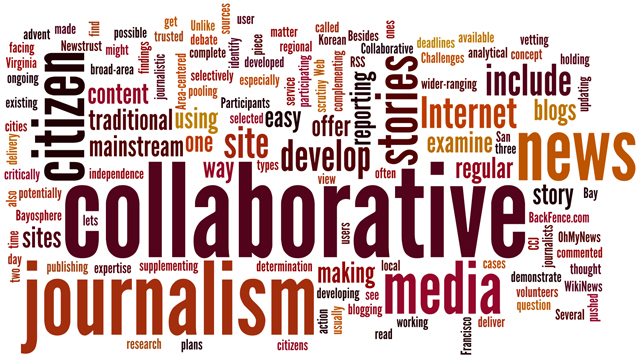 advent
made
find
Newstrust
might
facing
Virginia
broad-area
findings
journalistic
get
trusted
possible
Unlike
debate
complete
sources
user
identify
developed
piece
matter
regional
called
Korean
Besides
ones
Collaborative
RSS
deadlines
available
Challenges
analytical
concept
vetting
holding
updating
ongoing
existing
citizen
content
traditional
mainstream
Area-centered
selectively
pooling
especially
Participants
selected
service
participating
scrutiny
Web
complementing
reporting
stories
wider-ranging
include
Internet
blogs
using
easy
offer
one
site
develop
examine
San
three
news
cities
delivery
critically
independence
way
types
view
often
regular
also
potentially
Bayosphere
lets
collaborative
users
story
Bay
BackFence.com
time
sites
CCJ
journalists
OhMyNews
commented
day
two
publishing
expertise
supplementing
determination
making
local
cases
thought
journalism
developing
see
media
demonstrate
WikiNews
volunteers
pushed
question
action
usually
blogging
working
Francisco
deliver
Several
research
plans
citizens
read